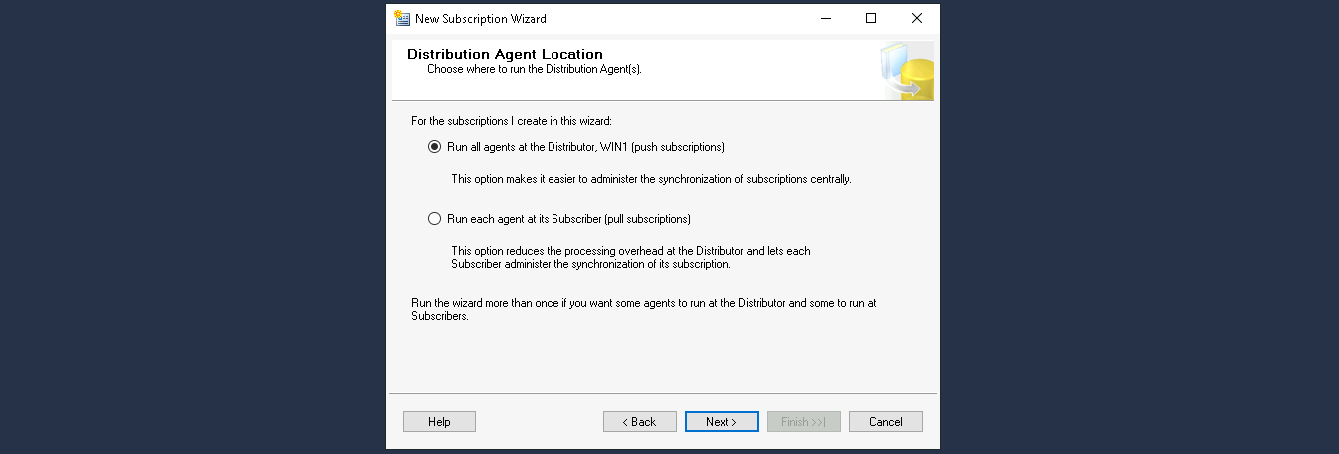 New Subscription Wizard
Distribution Agent Location
Choose where to run the Distribution Agent(s).
For the subscriptions I create in this wizard:
Run all agents at the Distributor, WIN1 (push subscriptions)
This option makes it easier to administer the synchronization of subscriptions centrally.
Run each agent at its Subscriber (pull subscriptions)
This option reduces the processing overhead at the Distributor and lets each
Subscriber administer the synchronization of its subscription.
Run the wizard more than once if you want some agents to run at the Distributor and some to run at
Subscribers.
Help
< Back
Next >
Finish >>|
Cancel